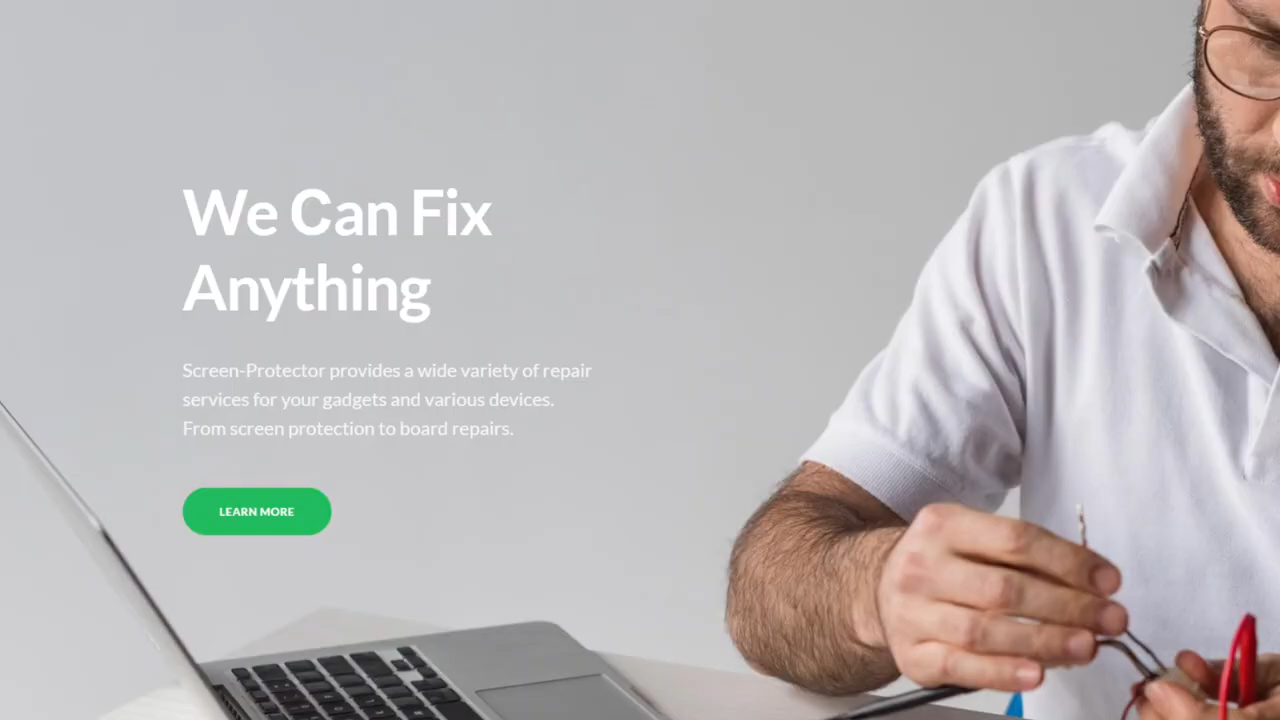 We Can Fix
Anything
Screen-Protector provides a wide variety of repair
services for your gadgets and various devices.
From screen protection to board repairs.
LEARN MORE